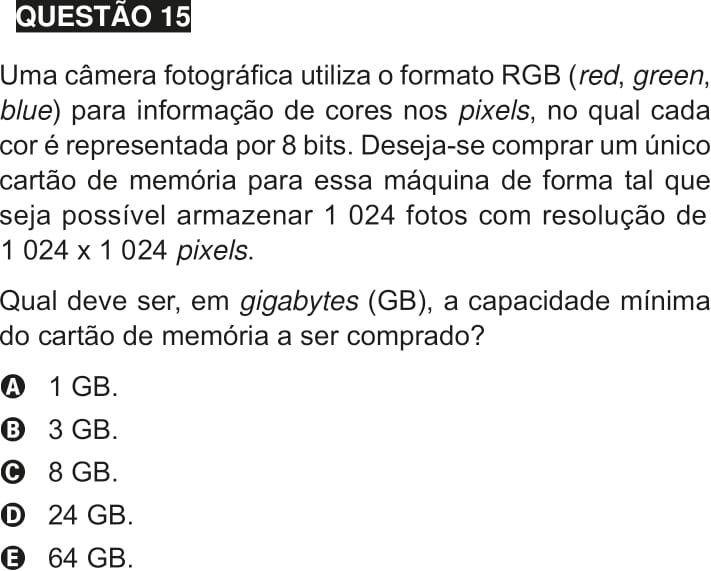 QUESTÃO 15
Uma câmera fotográfica utiliza o formato RGB (red, green,
blue) para informação de cores nos pixels, no qual cada
cor é representada por 8 bits. Deseja-se comprar um único
cartão de memória para essa máquina de forma tal que
seja possível armazenar 1 024 fotos com resolução de
1 024 x 1 024 pixels.
Qual deve ser, em gigabytes (GB), a capacidade mínima
do cartão de memória a ser comprado?
A 1 GB.
B 3 GB.
C 8 GB.
D 24 GB.
E 64 GB.